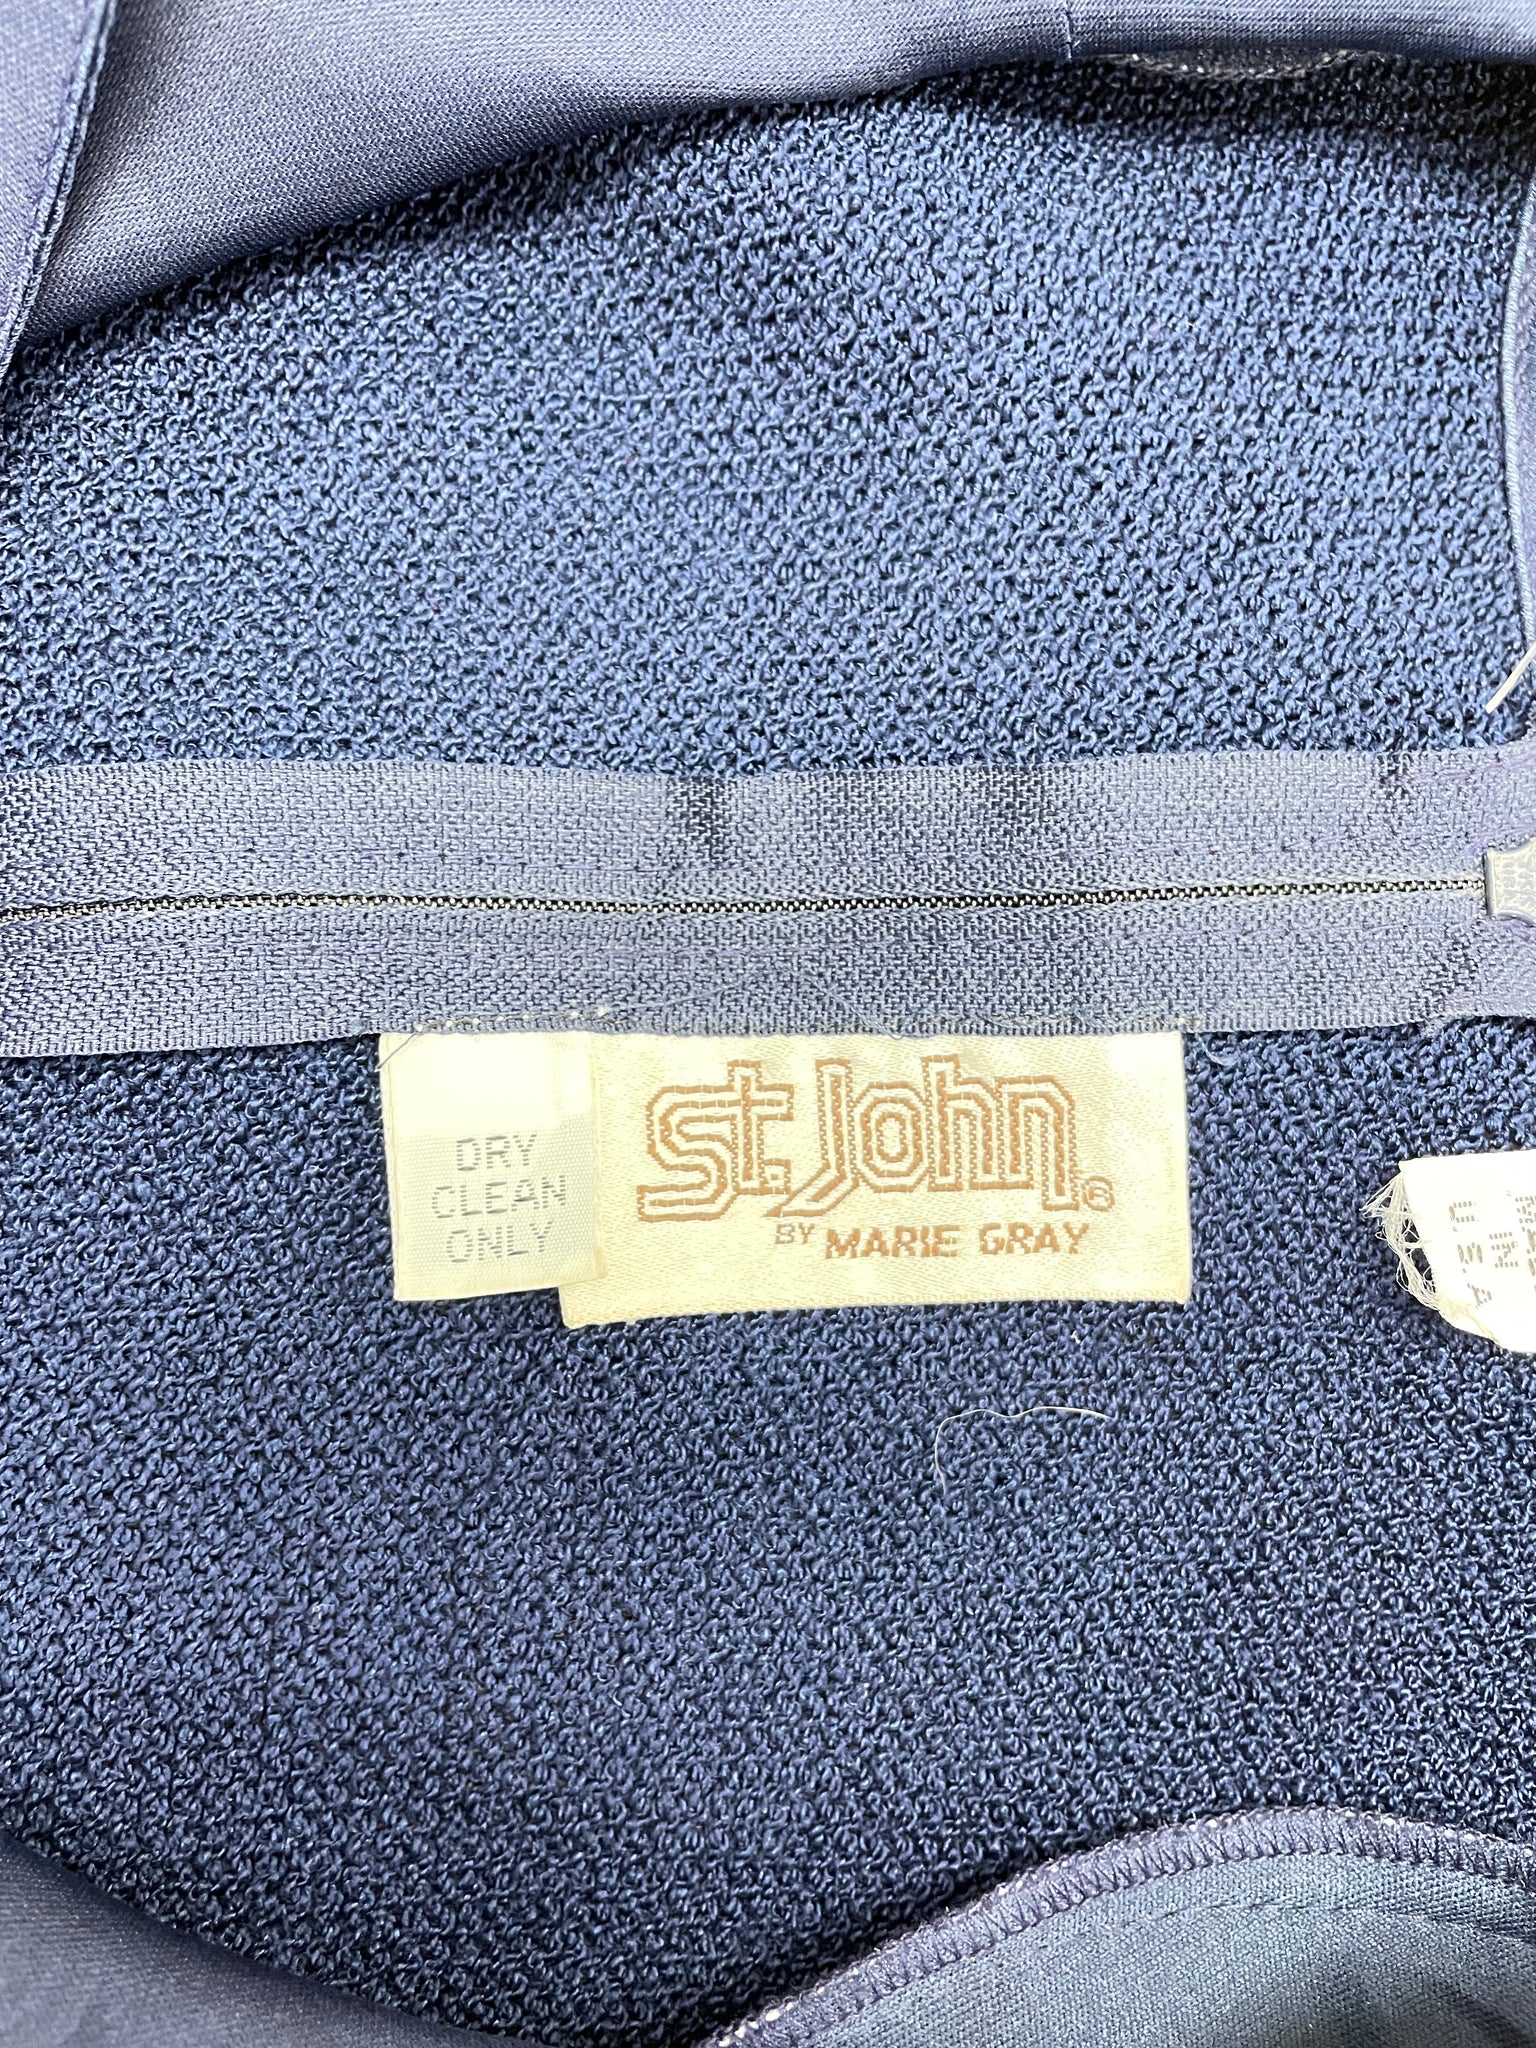 DRY
CLEAN
ONLY
St. John®
BY MARIE GRAY